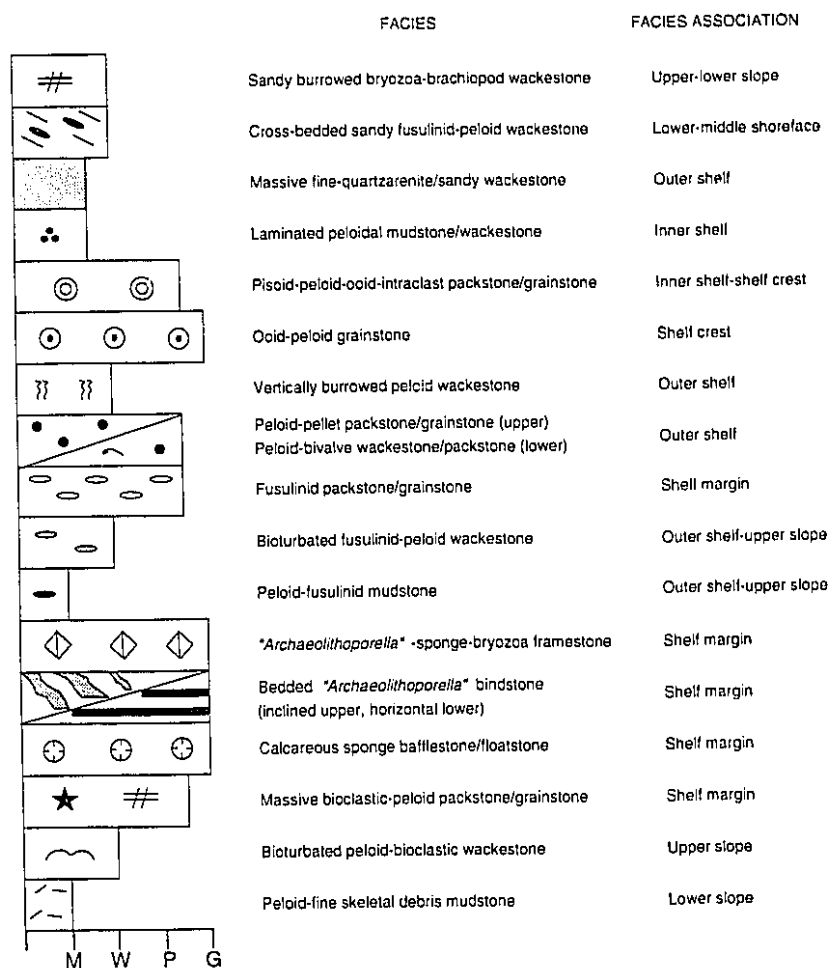 FACIES FACIES ASSOCIATION
Sandy burrowed bryozoa-brachiopod wackestone Upper-lower slope
Cross-bedded sandy fusulinid-peloid wackestone Lower-middle shoreface
Massive fine-quartzarenite/sandy wackestone Outer shelf
Laminated peloidal mudstone/wackestone Inner shelf
Pisoid-peloid-ooid-intraclast packstone/grainstone Inner shelf-shelf crest
Ooid-peloid grainstone Shelf crest
Vertically burrowed peloid wackestone Outer shelf
Peloid-pellet packstone/grainstone (upper)
Peloid-bivalve wackestone/packstone (lower) Outer shelf
Fusulinid packstone/grainstone Shelf margin
Bioturbated fusulinid-peloid wackestone Outer shelf-upper slope
Peloid-fusulinid mudstone Outer shelf-upper slope
"Archaeolithoporella" -sponge-bryozoa framestone Shelf margin
Bedded "Archaeolithoporella" bindstone
(inclined upper, horizontal lower) Shelf margin
Calcareous sponge bafflestone/floatstone Shelf margin
Massive bioclastic-peloid packstone/grainstone Shelf margin
Bioturbated peloid-bioclastic wackestone Upper slope
Peloid-fine skeletal debris mudstone Lower slope
M W P G